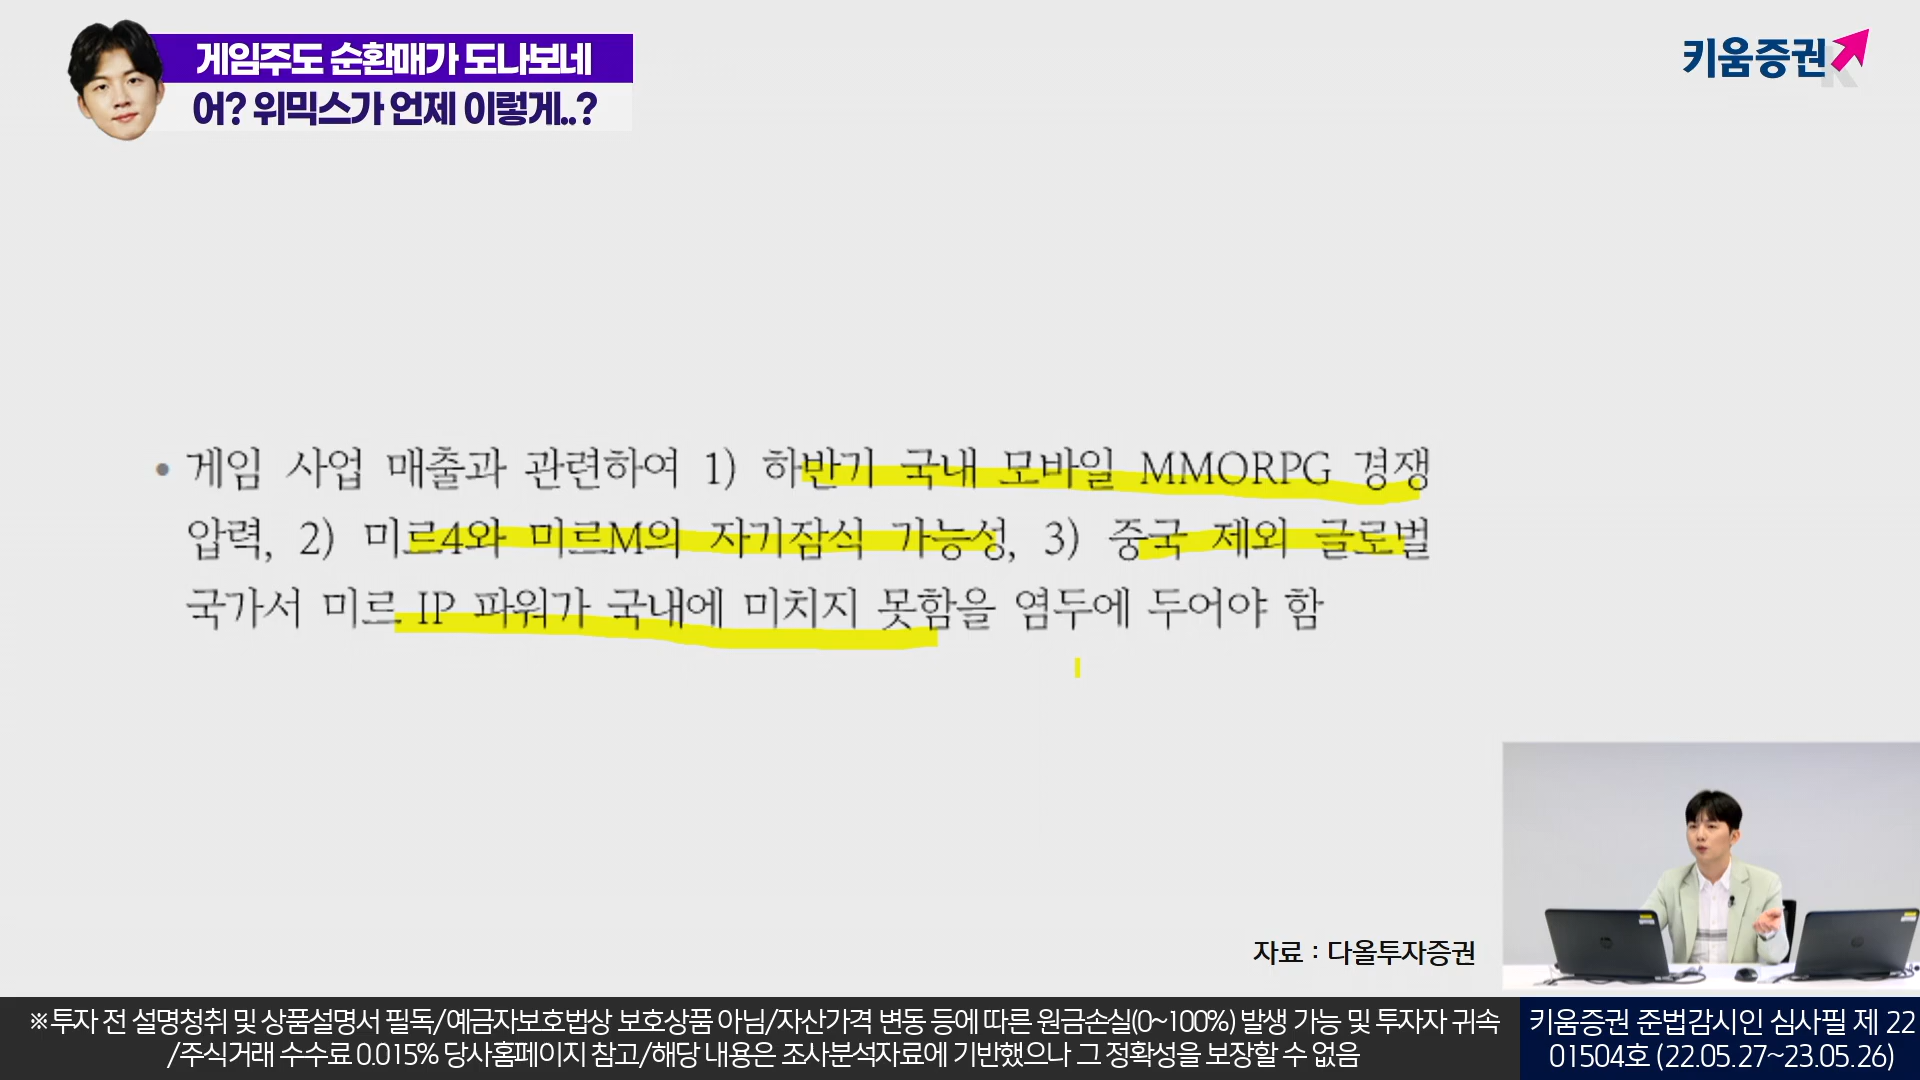 게임주도 순환매가 도나보네
어? 위믹스가 언제 이렇게..?
키움증권
• 게임 사업 매출과 관련하여 1) 하반기 국내 모바일 MMORPG 경쟁
압력, 2) 미르4와 미르M의 자기잠식 가능성, 3) 중국 제외 글로벌
국가서 미르 IP 파워가 국내에 미치지 못함을 염두에 두어야 함
자료 : 다올투자증권
※투자 전 설명청취 및 상품설명서 필독/예금자보호법상 보호상품 아님/자산가격 변동 등에 따른 원금손실(0~100%) 발생 가능 및 투자자 귀속
/주식거래 수수료 0.015% 당사홈페이지 참고/해당 내용은 조사분석자료에 기반했으나 그 정확성을 보장할 수 없음
키움증권 준법감시인 심사필 제 22
01504호 (22.05.27~23.05.26)